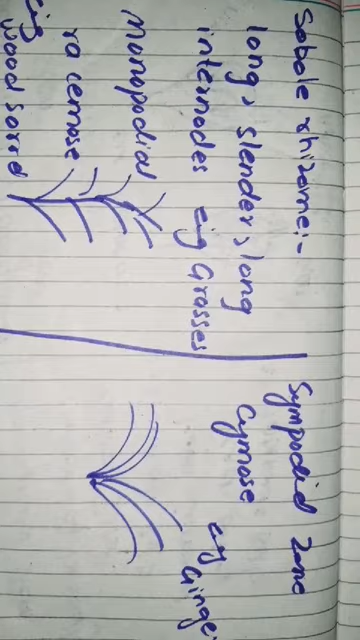 Sobole rhizome:-
long, slender, long
internodes eg Grasses
Monopodial
racemose
eg
wood sorrel
Sympodial Zone
Cymose eg Ginger